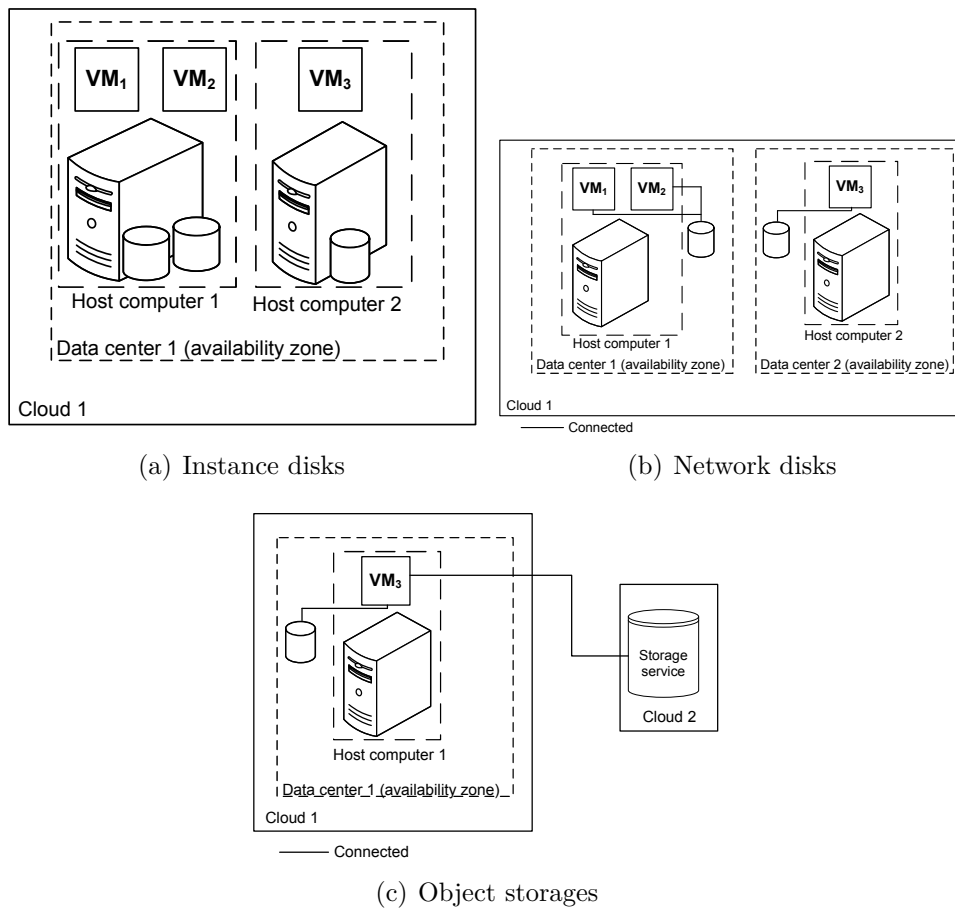 VM₁ VM₂ VM₃
Host computer 1 Host computer 2
Data center 1 (availability zone)
Cloud 1
(a) Instance disks
VM₁ VM₂ VM₃
Host computer 1 Host computer 2
Data center 1 (availability zone) Data center 2 (availability zone)
Cloud 1
Connected
(b) Network disks
VM₃
Storage
service
Cloud 2
Host computer 1
Data center 1 (availability zone)
Cloud 1
Connected
(c) Object storages